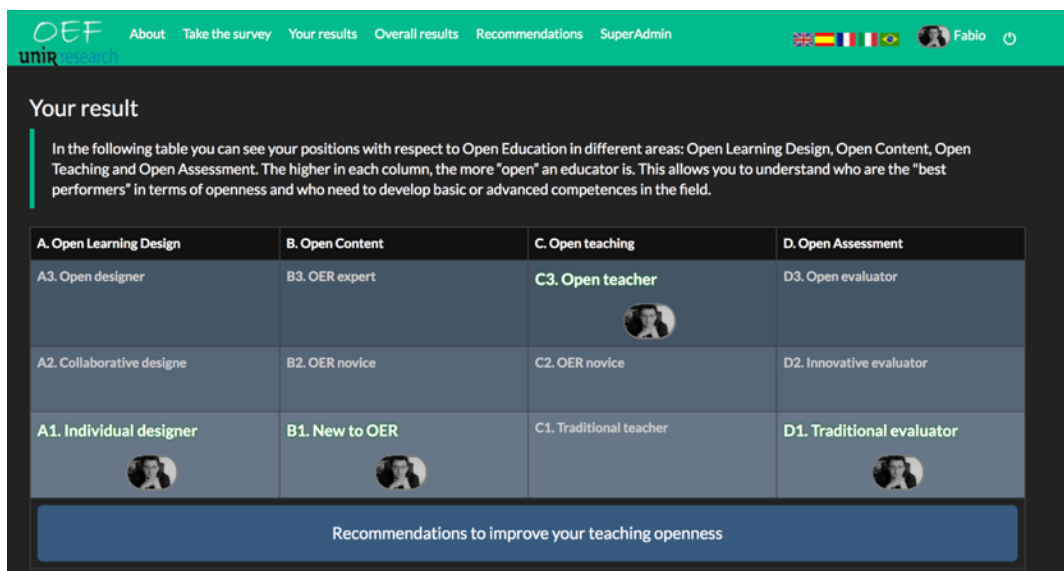 OEF
About Take the survey Your results Overall results Recommendations SuperAdmin
Fabio
unir research
Your result
In the following table you can see your positions with respect to Open Education in different areas: Open Learning Design, Open Content, Open
Teaching and Open Assessment. The higher in each column, the more "open" an educator is. This allows you to understand who are the "best
performers" in terms of openness and who need to develop basic or advanced competences in the field.
A. Open Learning Design B. Open Content C. Open teaching D. Open Assessment
A3. Open designer B3. OER expert C3. Open teacher D3. Open evaluator
A2. Collaborative designe B2. OER novice C2. OER novice D2. Innovative evaluator
A1. Individual designer B1. New to OER C1. Traditional teacher D1. Traditional evaluator
Recommendations to improve your teaching openness